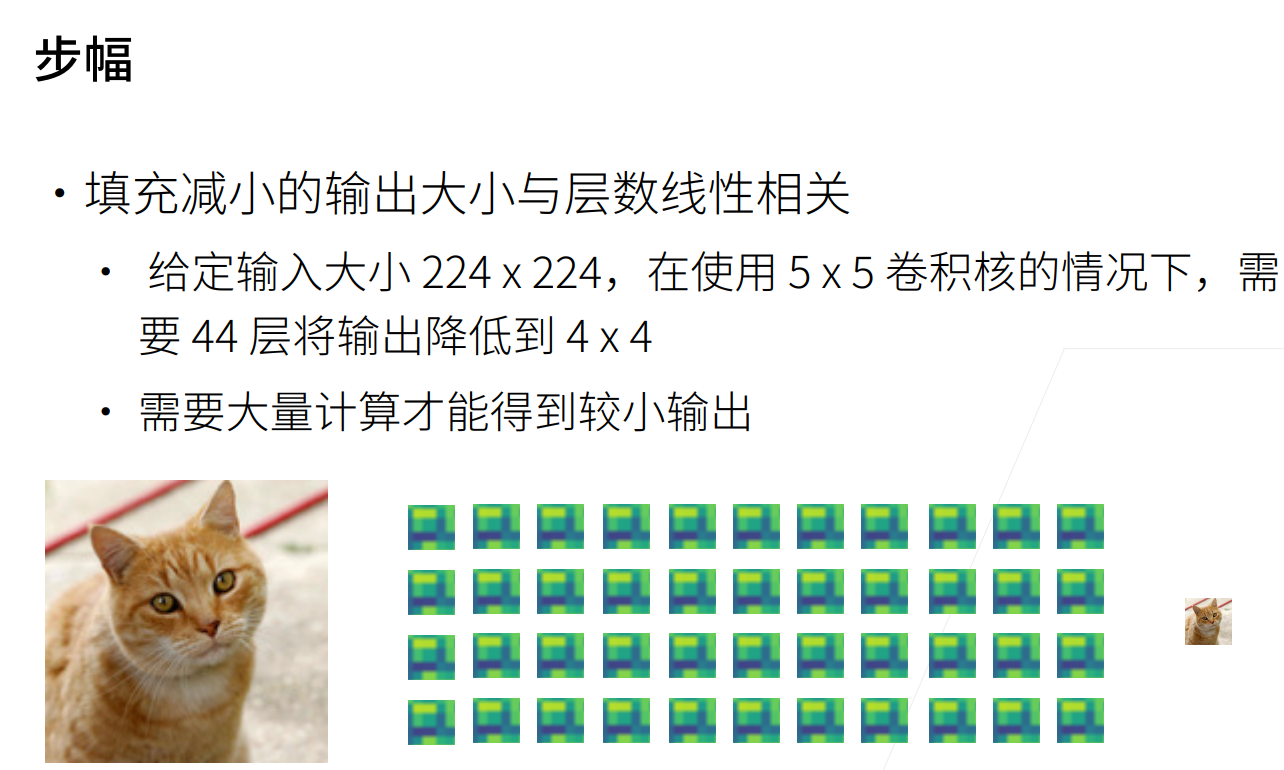 步幅
• 填充减小的输出大小与层数线性相关
• 给定输入大小 224 x 224，在使用 5 x 5 卷积核的情况下，需
要 44 层将输出降低到 4 x 4
• 需要大量计算才能得到较小输出